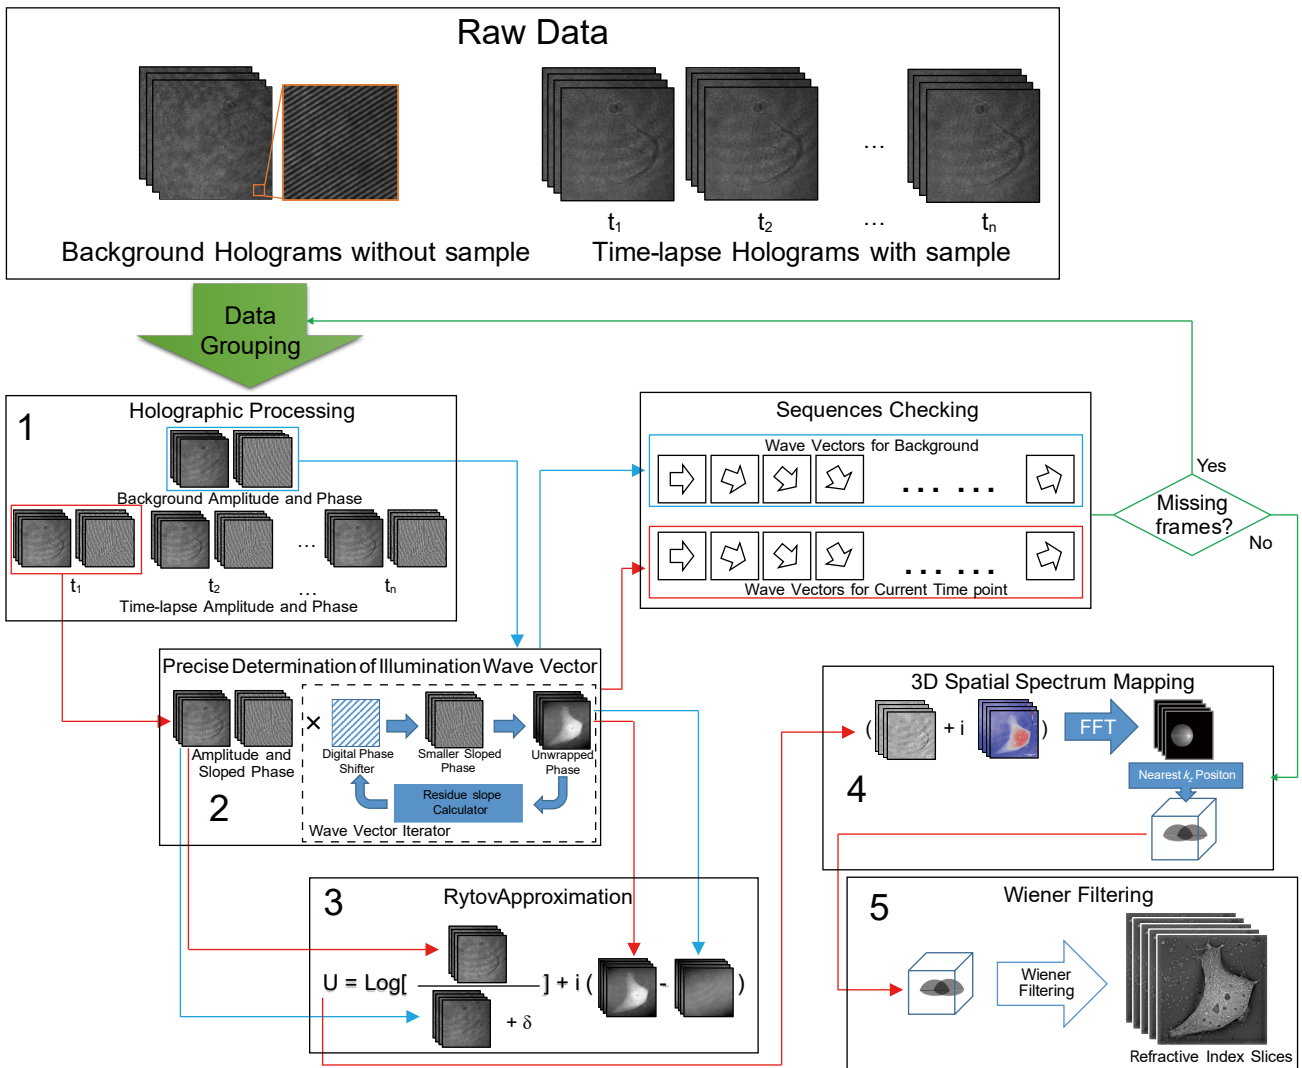 Raw Data
t1
t2
...
tn
...
Background Holograms without sample
Time-lapse Holograms with sample
Data
Grouping
1
Holographic Processing
Background Amplitude and Phase
...
t1
t2
...
tn
Time-lapse Amplitude and Phase
Sequences Checking
Wave Vectors for Background
... ...
... ...
Wave Vectors for Current Time point
Missing
frames?
Yes
No
Precise Determination of Illumination Wave Vector
×
Amplitude and
Sloped Phase
Digital Phase
Shifter
Smaller Sloped
Phase
Unwrapped
Phase
2
Residue slope
Calculator
Wave Vector Iterator
3
RytovApproximation
U = Log[
] + i (
-
)
+ δ
3D Spatial Spectrum Mapping
(
+ i
)
FFT
Nearest kz Positon
4
5
Wiener Filtering
Wiener
Filtering
Refractive Index Slices